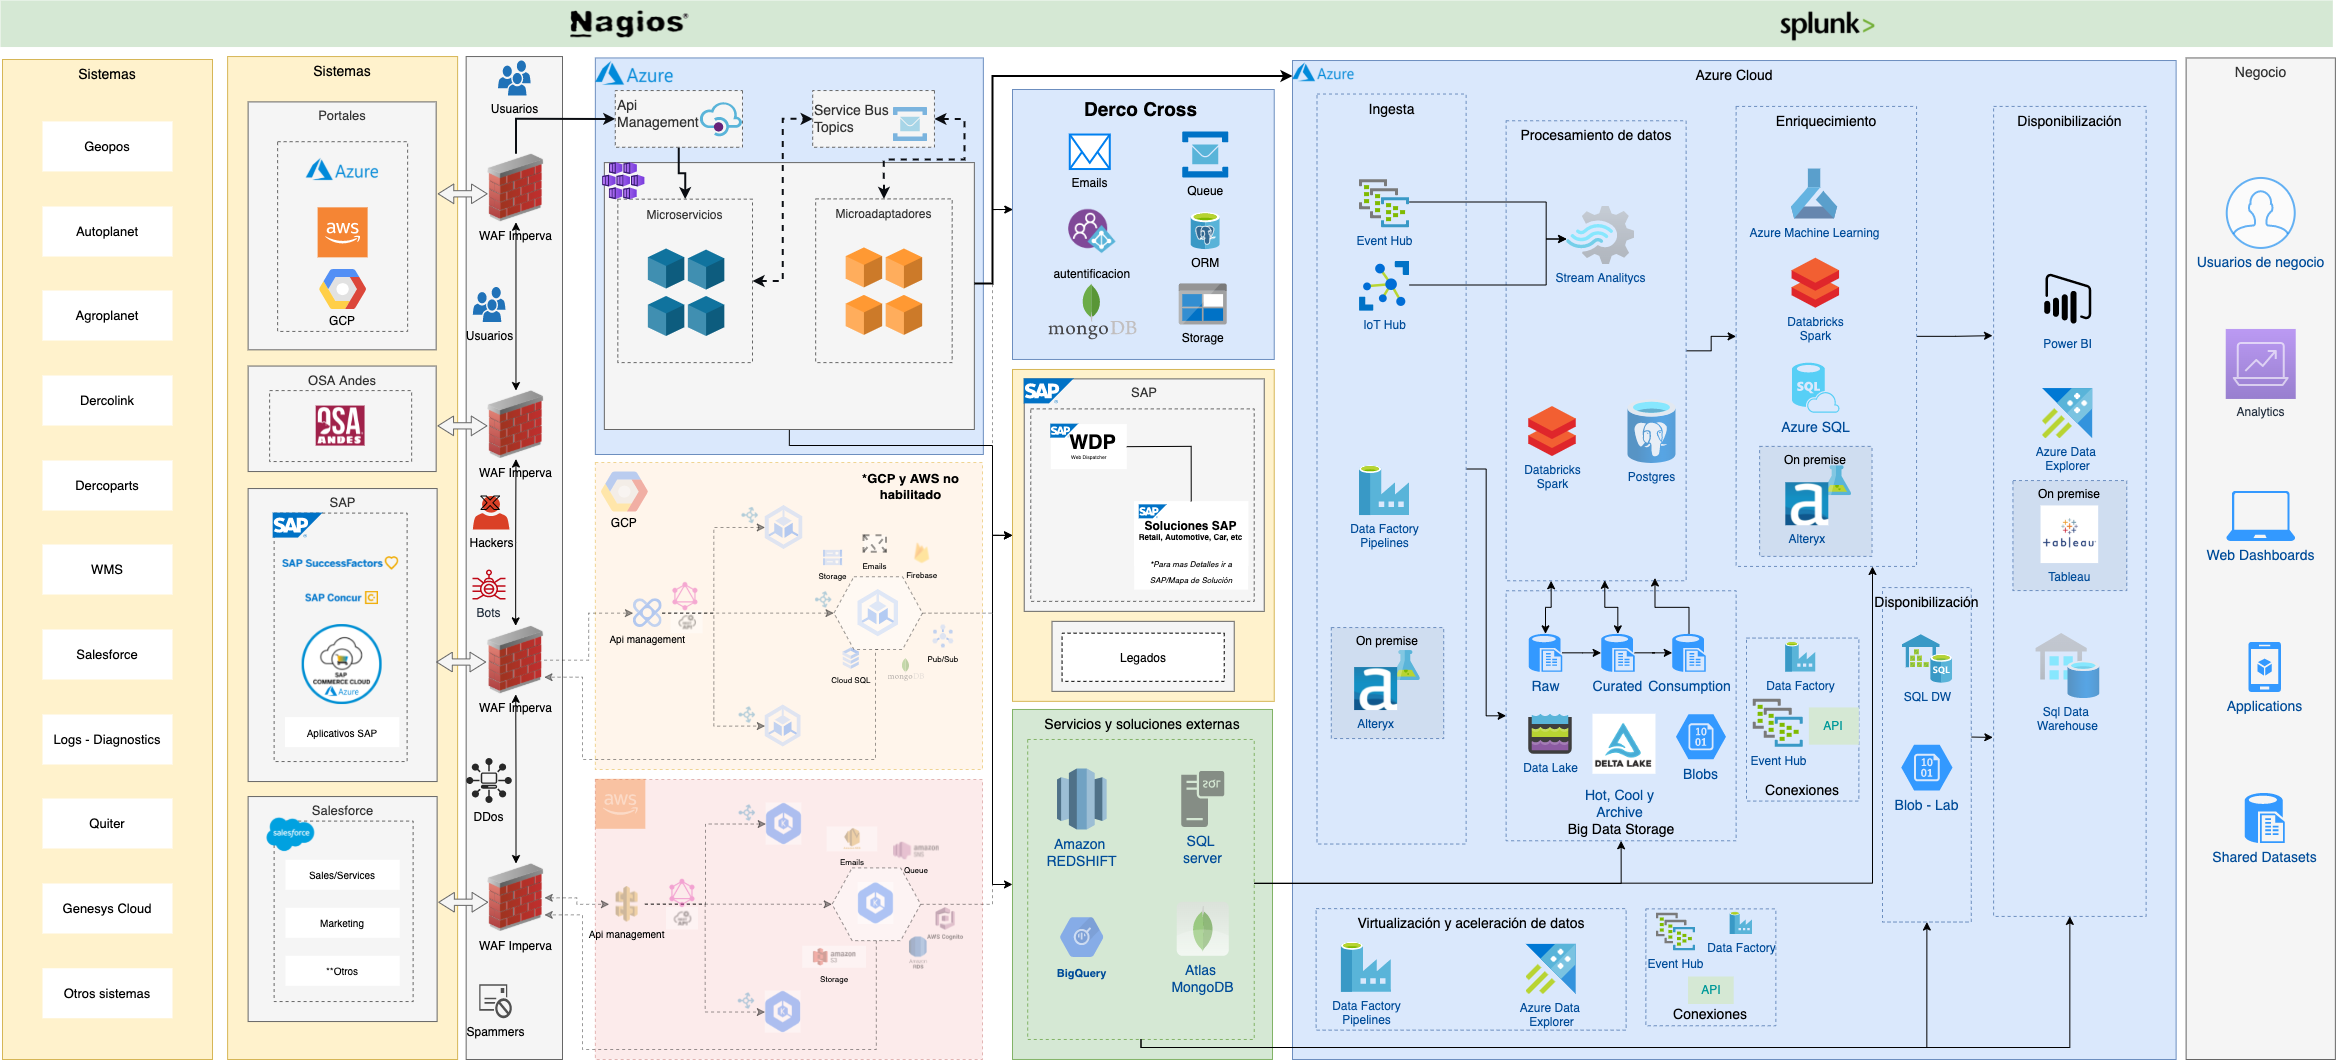 Nagios®
splunk>
Sistemas
Geopos
Autoplanet
Agroplanet
Dercolink
Dercoparts
WMS
Salesforce
Logs - Diagnostics
Quiter
Genesys Cloud
Otros sistemas
Sistemas
Portales
Azure
aws
GCP
OSA Andes
OSA
ANDES
SAP
SAP
SAP SuccessFactors
SAP Concur
SAP
COMMERCE CLOUD
Azure
Aplicativos SAP
Salesforce
salesforce
Sales/Services
Marketing
**Otros
Usuarios
WAF Imperva
Usuarios
WAF Imperva
Hackers
Bots
WAF Imperva
DDos
WAF Imperva
Spammers
Azure
Api
Management
Service Bus
Topics
Microservicios
Microadaptadores
GCP
*GCP y AWS no
habilitado
Api management
Storage
Emails
Firebase
Cloud SQL
mongoDB
Pub/Sub
aws
Api management
Emails
amazon
Queue
AWS Cognito
amazon
Storage
Derco Cross
Emails
Queue
autentificacion
ORM
mongoDB
Storage
SAP
SAP
SAP
WDP
Web Dispatcher
SAP
Soluciones SAP
Retail, Automotive, Car, etc
*Para mas Detalles ir a
SAP/Mapa de Solución
Legados
Servicios y soluciones externas
Amazon
REDSHIFT
SQL
SQL
server
BigQuery
Atlas
MongoDB
Azure
Azure Cloud
Ingesta
Event Hub
IoT Hub
Data Factory
Pipelines
On premise
a
Alteryx
Procesamiento de datos
Stream Analitycs
Databricks
Spark
Postgres
Enriquecimiento
Azure Machine Learning
Databricks
Spark
SQL
Azure SQL
On premise
a
Alteryx
Disponibilización
Power BI
Azure Data
Explorer
On premise
+ableau
Tableau
Sql Data
Warehouse
Raw
Curated
Consumption
Data Lake
DELTA LAKE
10
01
Blobs
Hot, Cool y
Archive
Big Data Storage
Data Factory
Event Hub
API
Conexiones
Disponibilización
SQL
SQL DW
10
01
Blob - Lab
Virtualización y aceleración de datos
Data Factory
Pipelines
Azure Data
Explorer
Event Hub
Data Factory
API
Conexiones
Negocio
Usuarios de negocio
Analytics
Web Dashboards
Applications
Shared Datasets